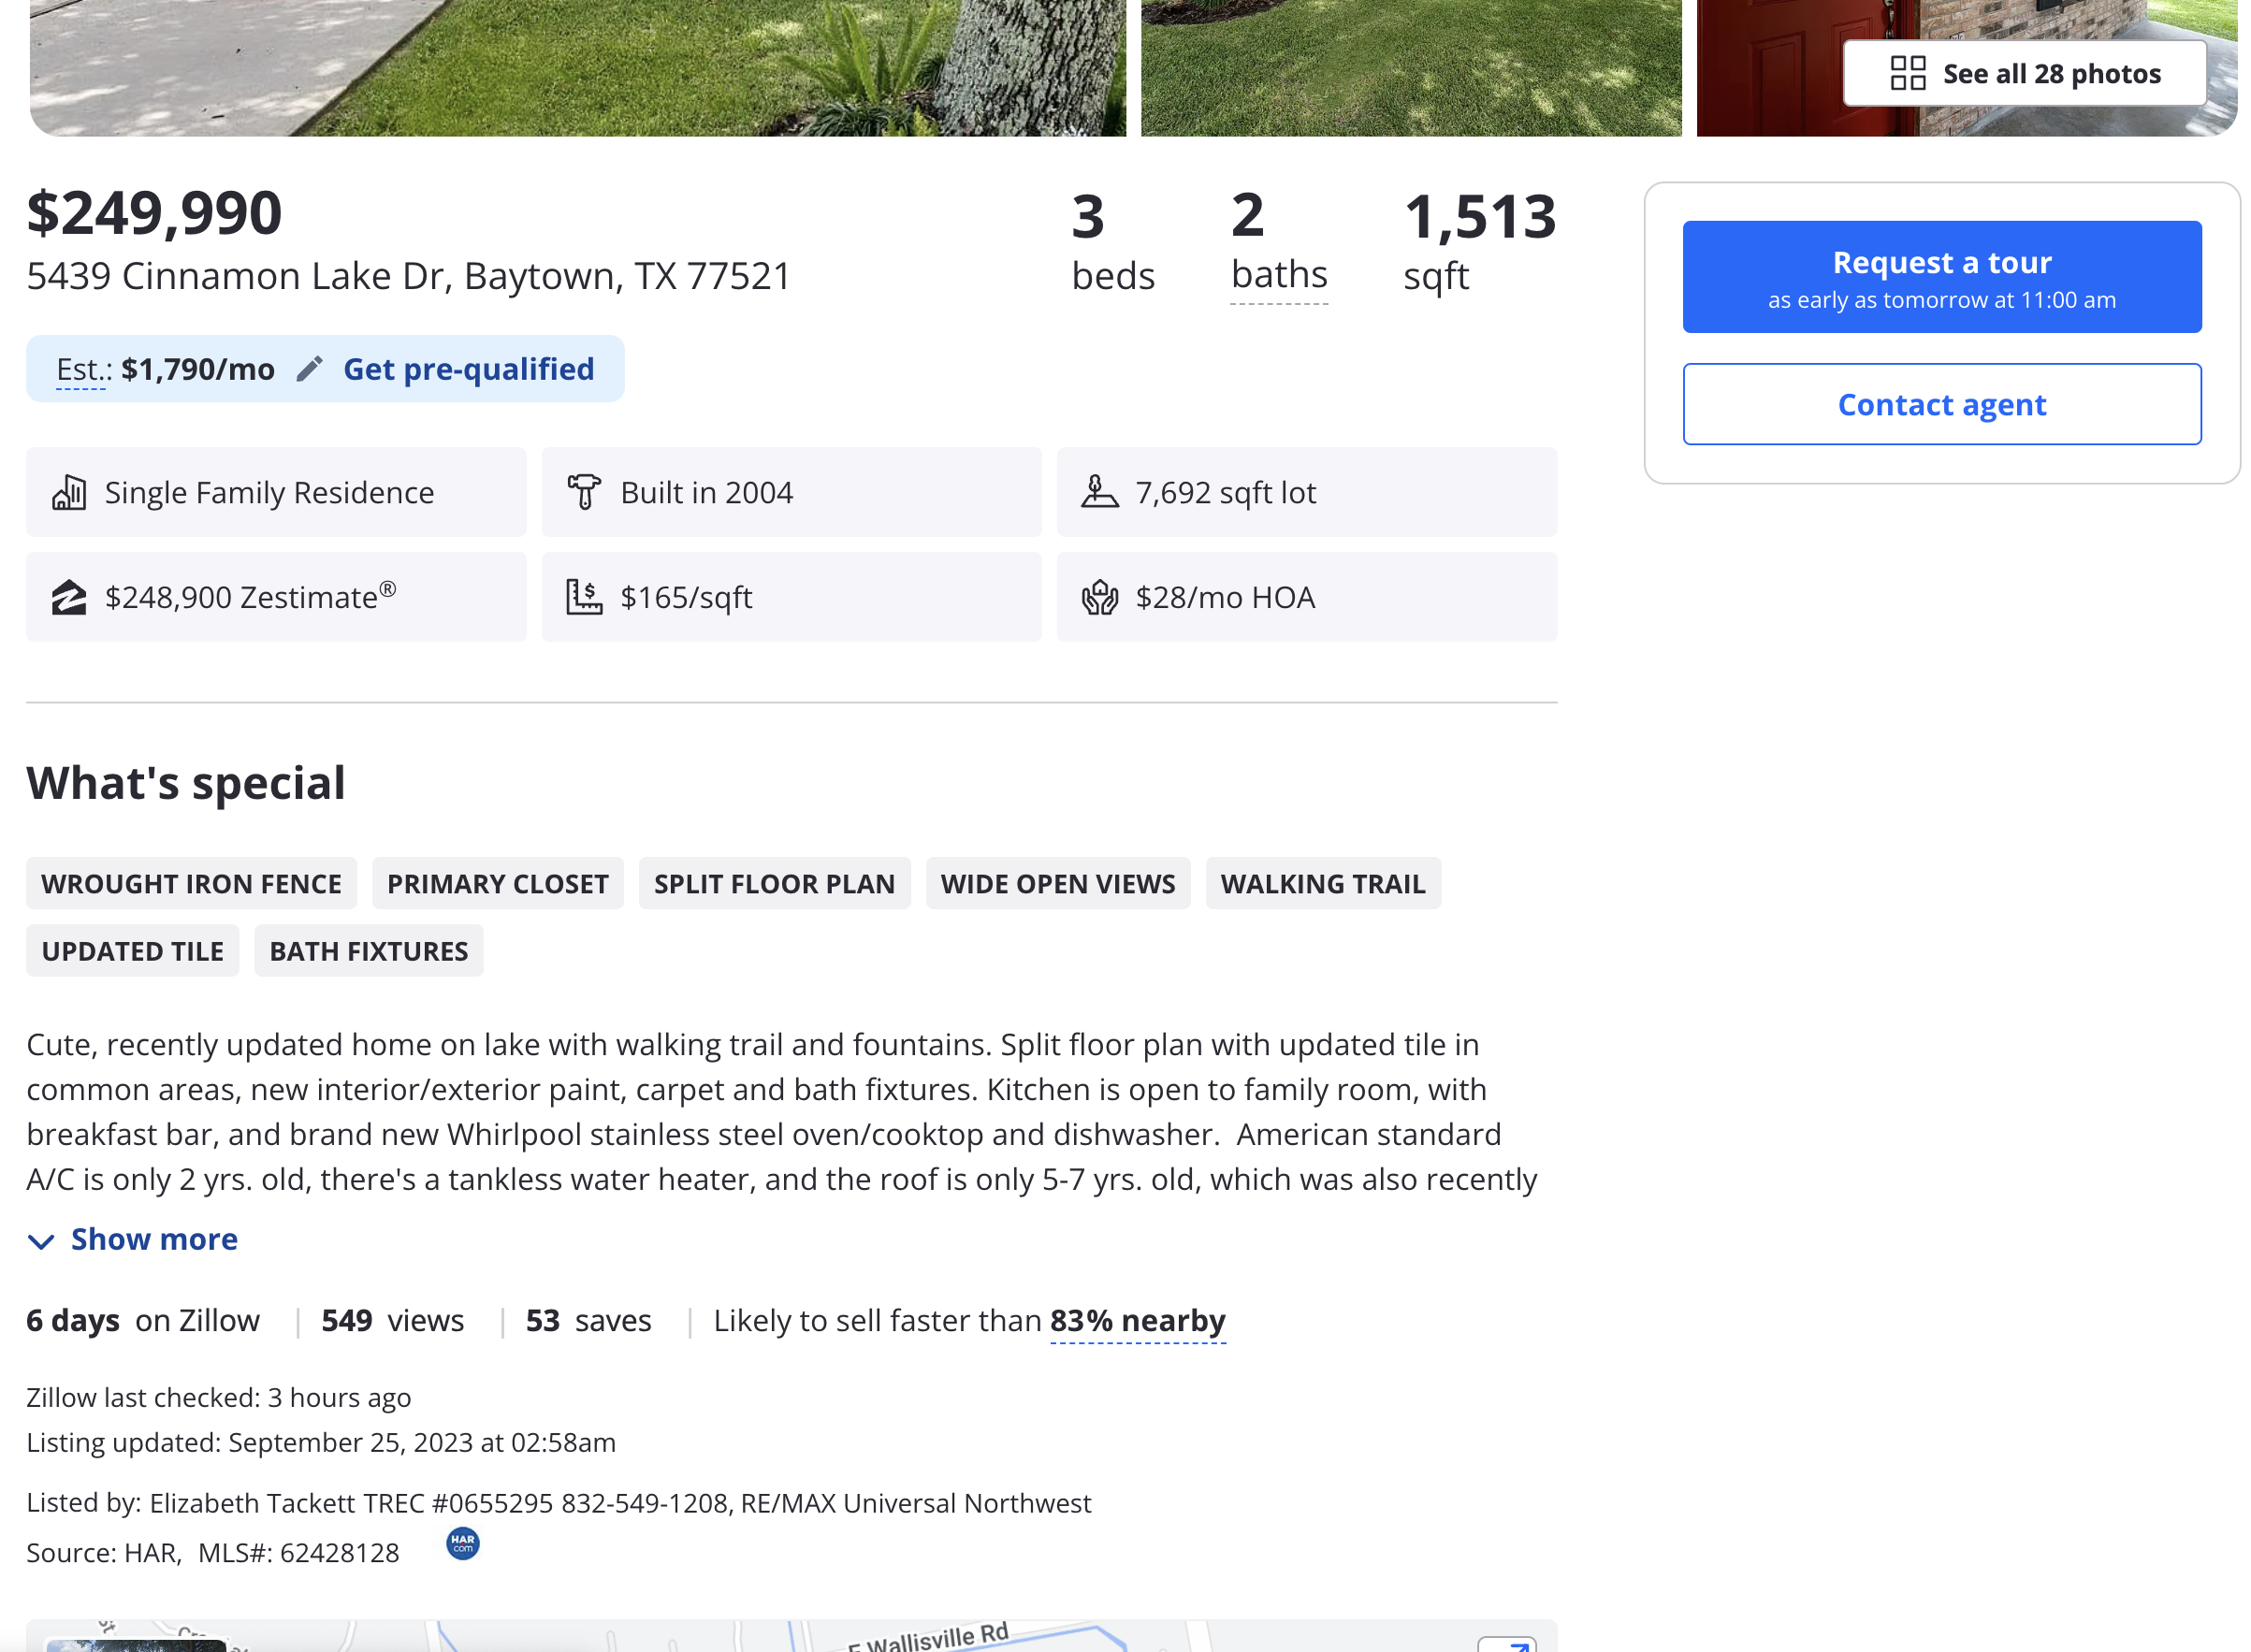 See all 28 photos
$249,990
5439 Cinnamon Lake Dr, Baytown, TX 77521
3 beds
2 baths
1,513 sqft
Request a tour
as early as tomorrow at 11:00 am
Est.: $1,790/mo Get pre-qualified
Contact agent
Single Family Residence
Built in 2004
7,692 sqft lot
$248,900 Zestimate®
$165/sqft
$28/mo HOA
What's special
WROUGHT IRON FENCE PRIMARY CLOSET SPLIT FLOOR PLAN WIDE OPEN VIEWS WALKING TRAIL
UPDATED TILE BATH FIXTURES
Cute, recently updated home on lake with walking trail and fountains. Split floor plan with updated tile in
common areas, new interior/exterior paint, carpet and bath fixtures. Kitchen is open to family room, with
breakfast bar, and brand new Whirlpool stainless steel oven/cooktop and dishwasher.  American standard
A/C is only 2 yrs. old, there's a tankless water heater, and the roof is only 5-7 yrs. old, which was also recently
Show more
6 days on Zillow | 549 views | 53 saves | Likely to sell faster than 83% nearby
Zillow last checked: 3 hours ago
Listing updated: September 25, 2023 at 02:58am
Listed by: Elizabeth Tackett TREC #0655295 832-549-1208, RE/MAX Universal Northwest
Source: HAR, MLS#: 62428128
HAR
com
E Wallisville Rd